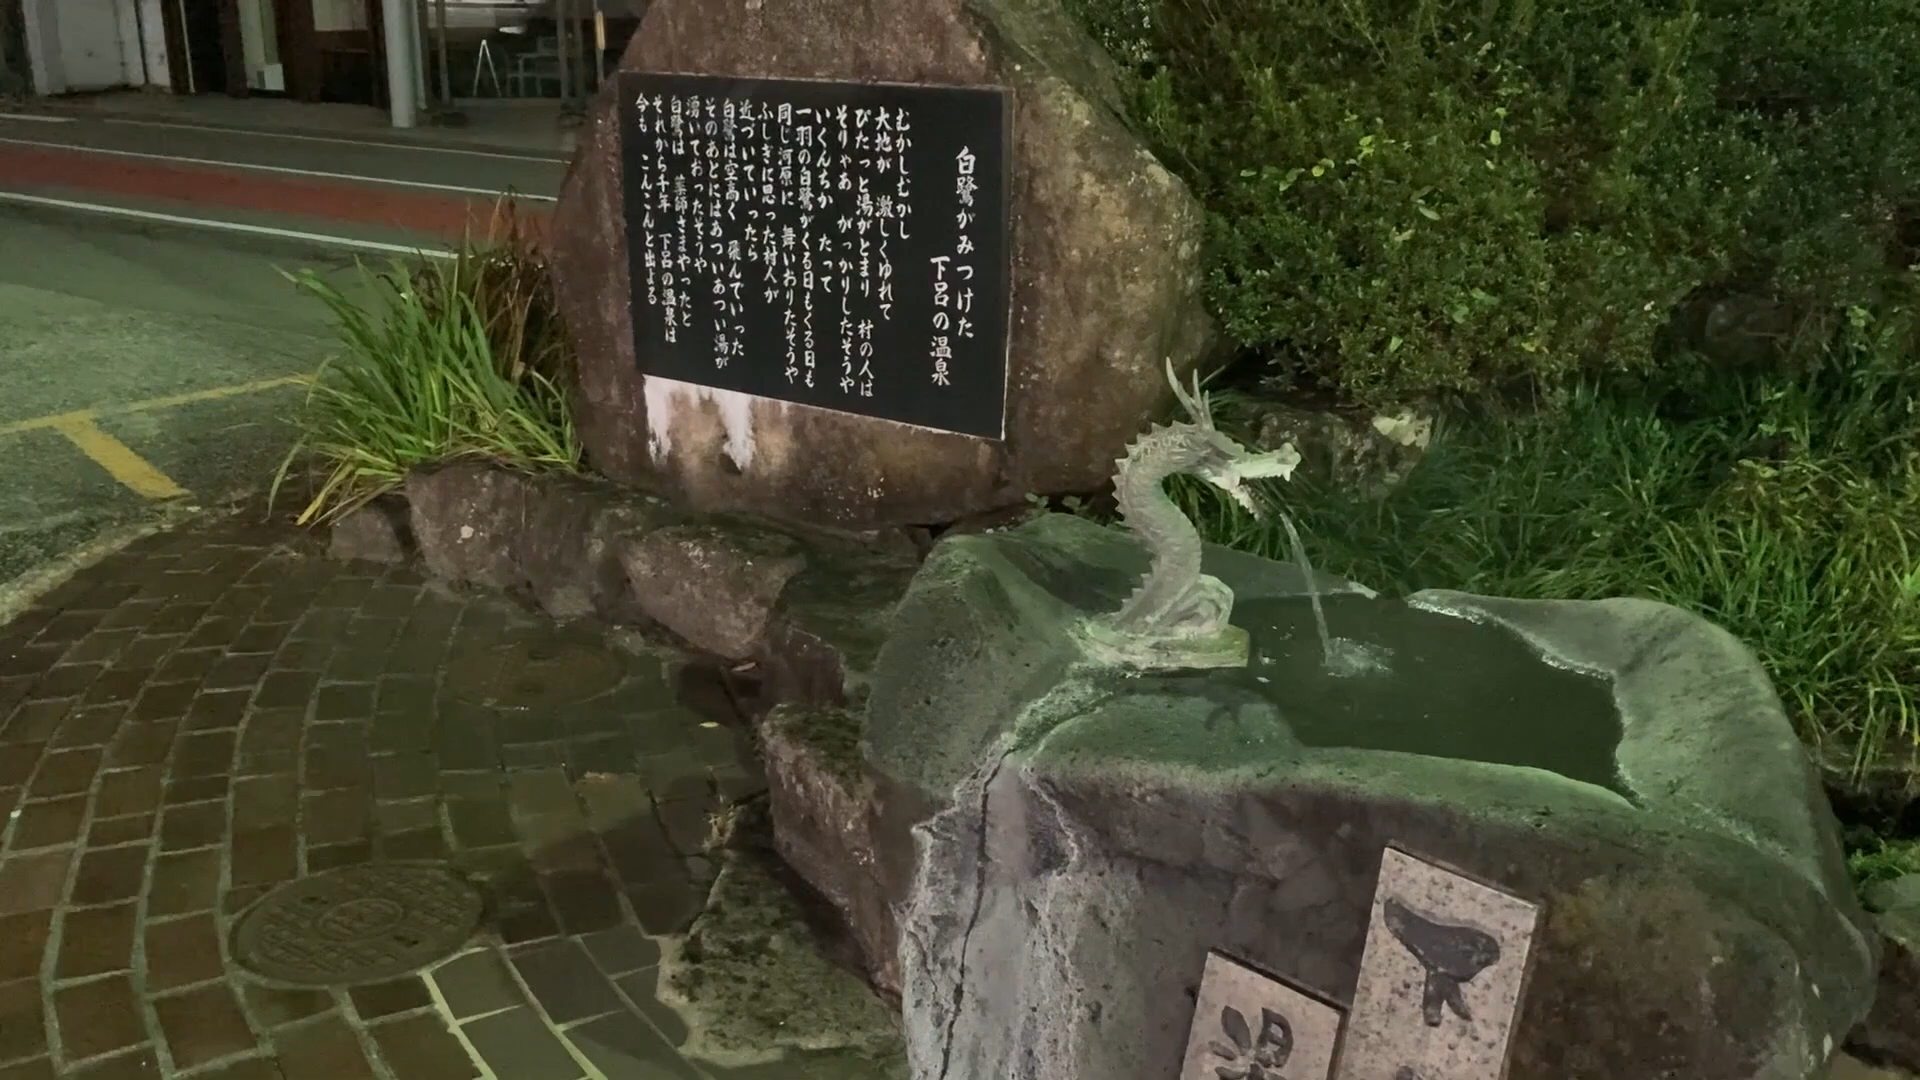 白鷺がみつけた
下呂の温泉
むかしむかし
大地が 激しくゆれて
ぴたっと湯がとまり 村の人は
そりゃあ がっかりしたそうや
いくんちか たって
一羽の白鷺がくる日もくる日も
同じ河原に 舞いおりたそうや
ふしぎに思った村人が
近づいていったら
白鷺は空高く 飛んでいった
そのあとにはあついあつい湯が
湧いておったそうや
白鷺は 薬師さまやったと
それから千年 下呂の温泉は
今も こんこんと出よる
下
温